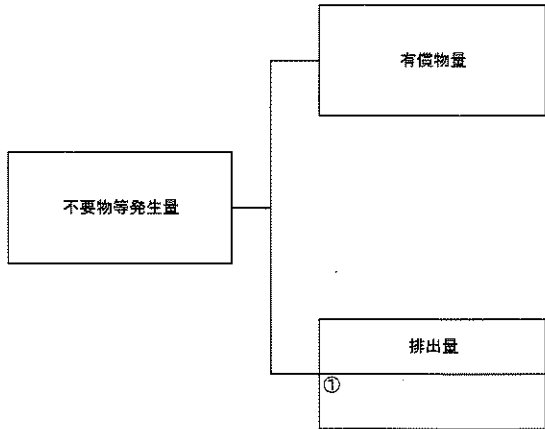 有償物量
不要物等発生量
排出量
①